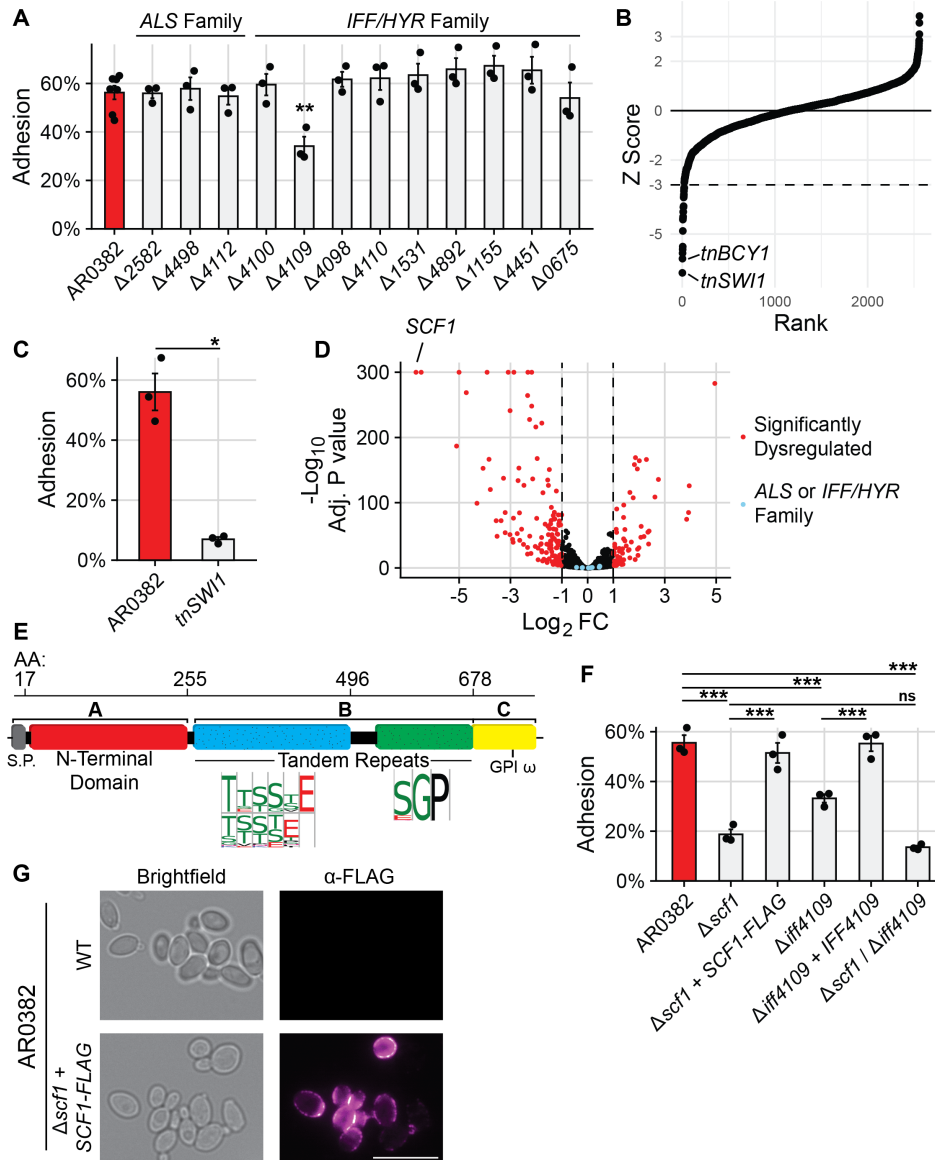 A
ALS Family
IFF/HYR Family
Adhesion
60%
40%
20%
0%
**
AR0382
Δ2582
Δ4498
Δ4112
Δ4100
Δ4109
Δ4098
Δ4110
Δ1531
Δ4892
Δ1155
Δ4451
Δ0675
B
Z Score
3
2
0
-2
-3
-5
tnBCY1
tnSWI1
0
1000
2000
Rank
C
*
Adhesion
60%
40%
20%
0%
AR0382
tnSWI1
D
SCF1
-Log10
Adj. P value
300
200
100
0
-5
-3
-1
0
1
3
5
Log2 FC
Significantly
Dysregulated
ALS or IFF/HYR
Family
E
AA:
17
255
496
678
A
B
C
S.P.
N-Terminal
Domain
Tandem Repeats
GPI ω
SGP
F
***
***
***
ns
***
***
Adhesion
60%
40%
20%
0%
AR0382
Δscf1
Δscf1 + SCF1-FLAG
Δiff4109
Δiff4109 + IFF4109
Δscf1 / Δiff4109
G
Brightfield
α-FLAG
AR0382
WT
Δscf1 +
SCF1-FLAG